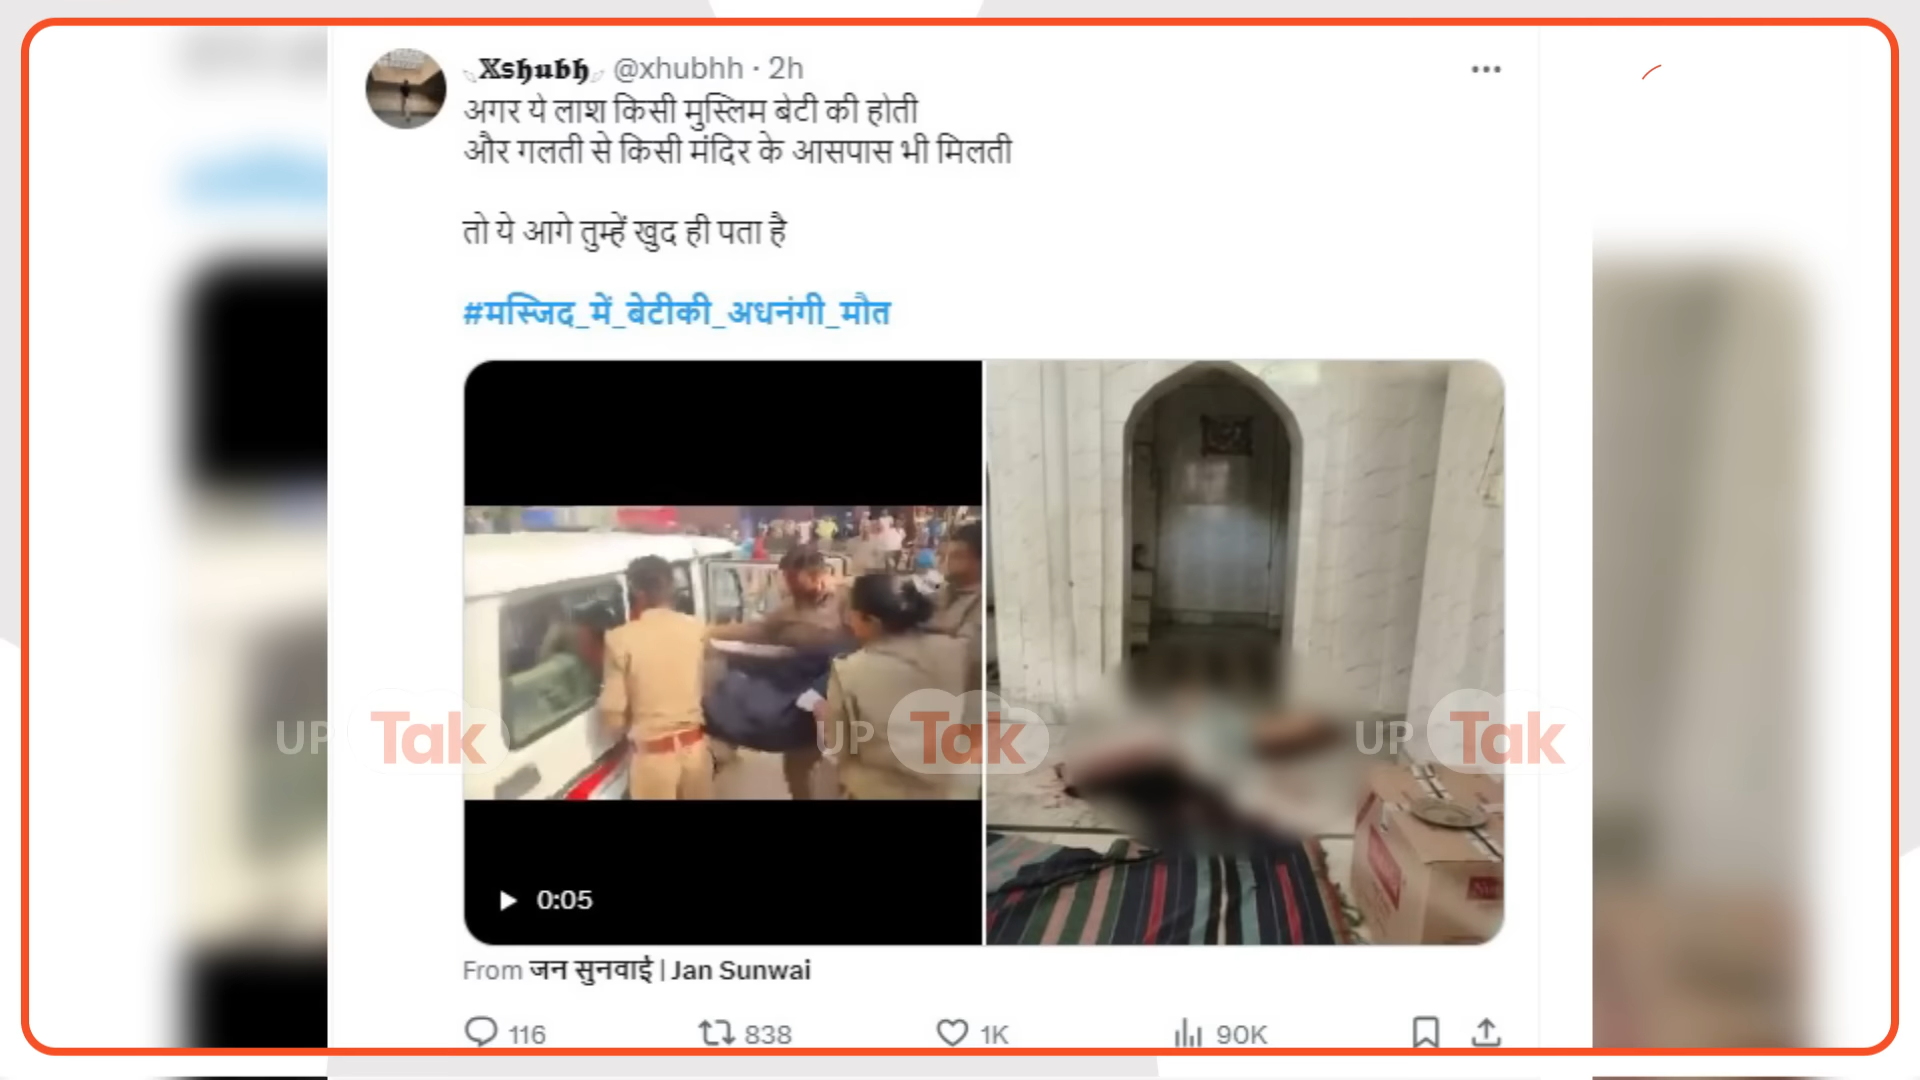 Xshubh @xhubhh · 2h
अगर ये लाश किसी मुस्लिम बेटी की होती
और गलती से किसी मंदिर के आसपास भी मिलती
तो ये आगे तुम्हें खुद ही पता है
#मस्जिद_में_बेटीकी_अधनंगी_मौत
UP Tak UP Tak UP Tak
0:05
From जन सुनवाई | Jan Sunwai
116 838 1K 90K